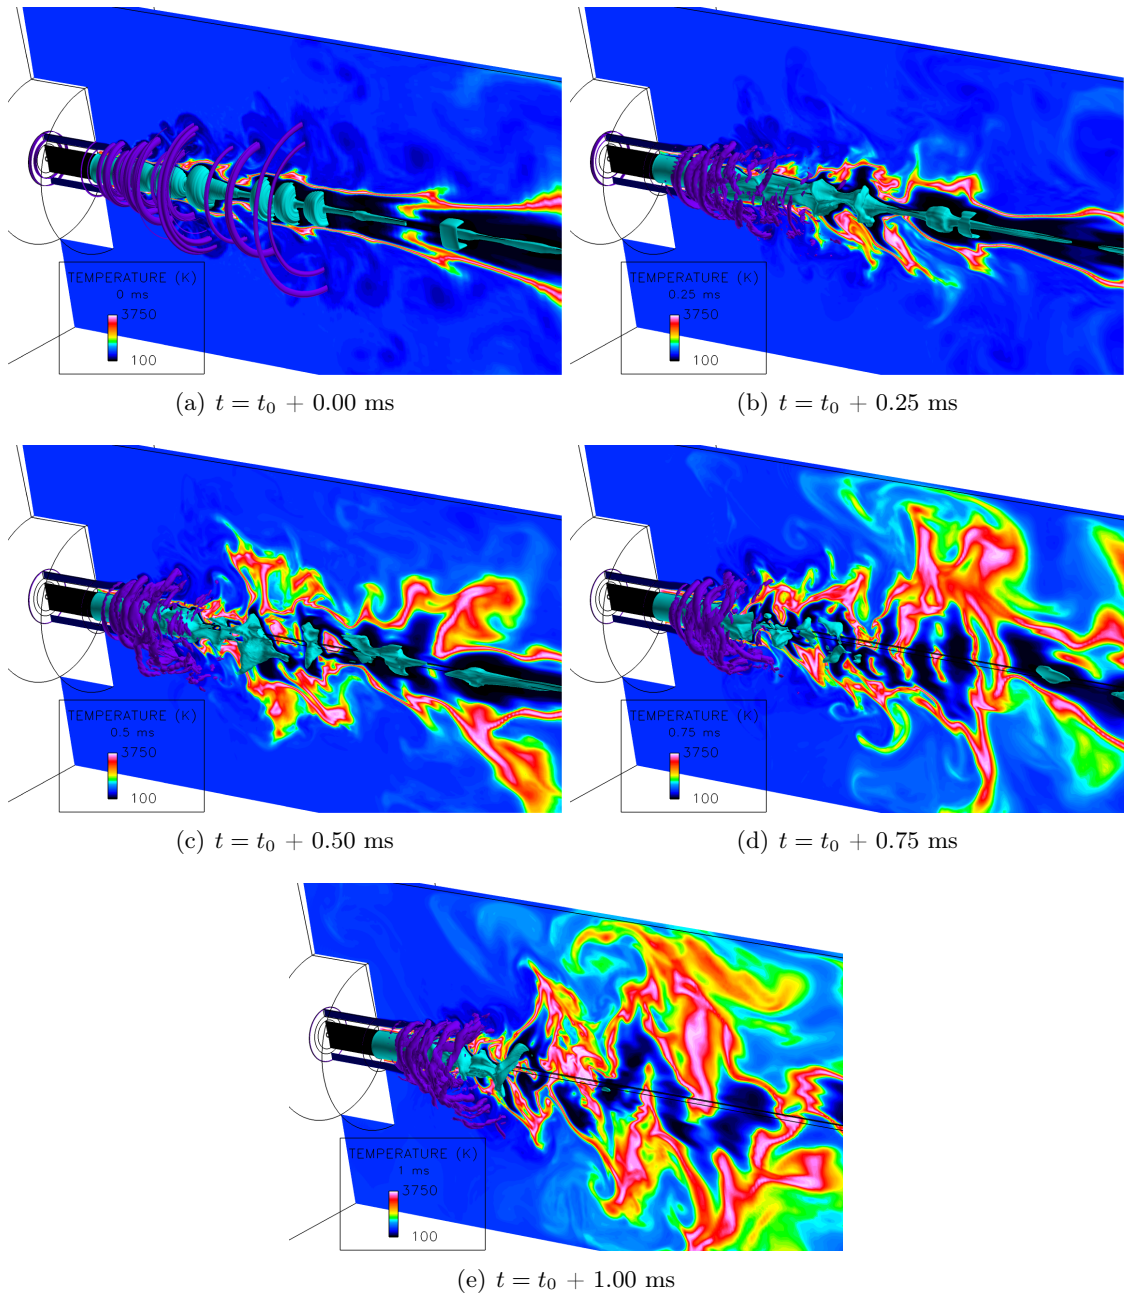 TEMPERATURE (K)
0 ms
3750
100
TEMPERATURE (K)
0.25 ms
3750
100
(a) t = t₀ + 0.00 ms
(b) t = t₀ + 0.25 ms
TEMPERATURE (K)
0.5 ms
3750
100
TEMPERATURE (K)
0.75 ms
3750
100
(c) t = t₀ + 0.50 ms
(d) t = t₀ + 0.75 ms
TEMPERATURE (K)
1 ms
3750
100
(e) t = t₀ + 1.00 ms